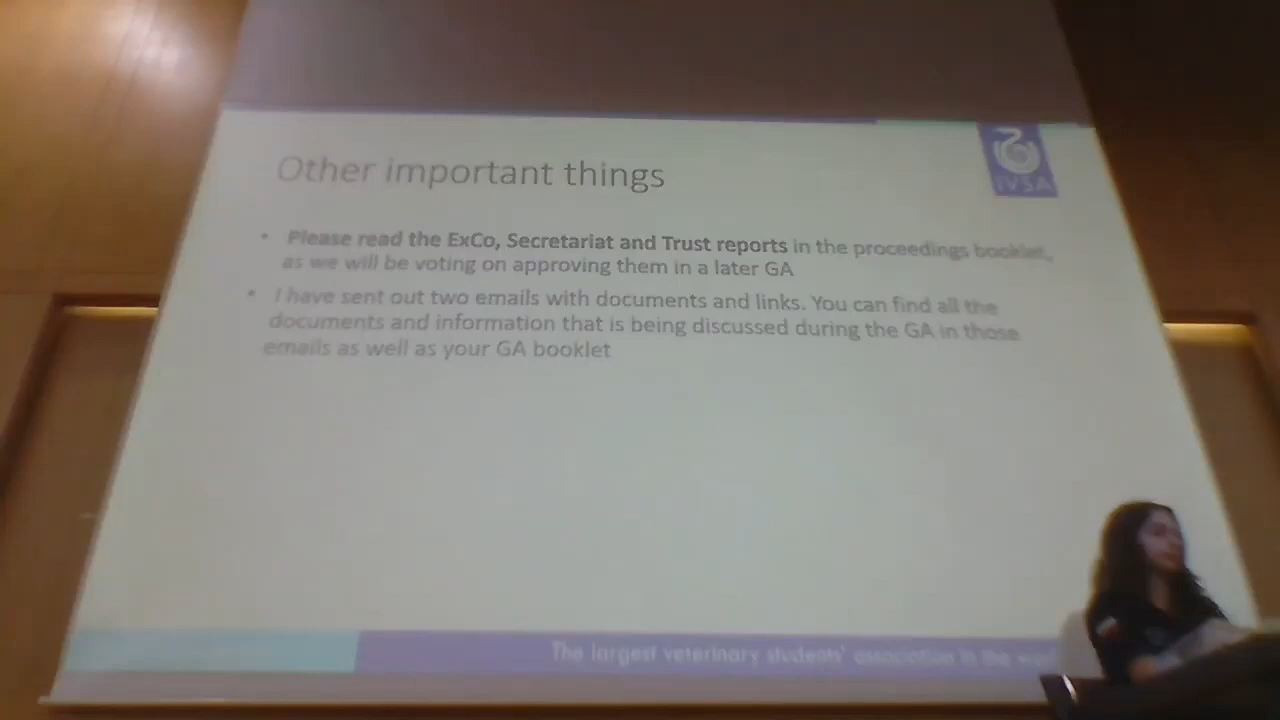 Other important things
IVSA
• Please read the ExCo, Secretariat and Trust reports in the proceedings booklet,
as we will be voting on approving them in a later GA
• I have sent out two emails with documents and links. You can find all the
documents and information that is being discussed during the GA in those
emails as well as your GA booklet
The largest veterinary students' association in the